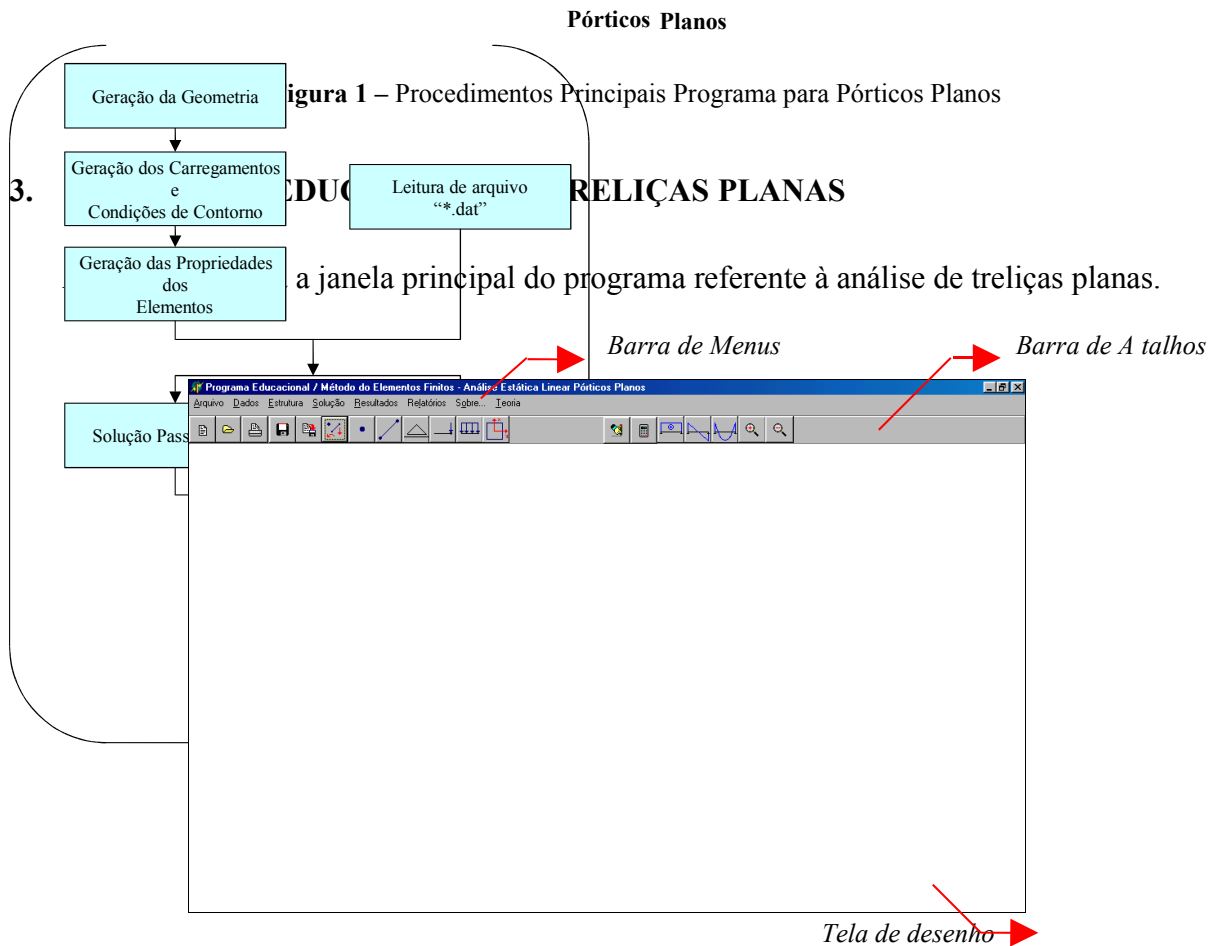 Pórticos Planos
Geração da Geometria
igura 1 – Procedimentos Principais Programa para Pórticos Planos
Geração dos Carregamentos
e
Condições de Contorno
Leitura de arquivo
“*.dat”
3. EDUC RELIÇAS PLANAS
Geração das Propriedades
dos
Elementos
a janela principal do programa referente à análise de treliças planas.
Barra de Menus
Barra de A talhos
Programa Educacional / Método do Elementos Finitos - Análise Estática Linear Pórticos Planos
Arquivo Dados Estrutura Solução Resultados Relatórios Sobre... Teoria
Solução Pass
Tela de desenho